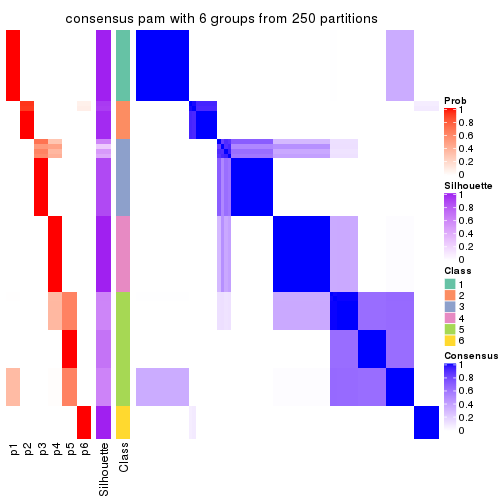 consensus pam with 6 groups from 250 partitions
Prob
1
0.8
0.6
0.4
0.2
0
Silhouette
1
0.8
0.6
0.4
0.2
0
Class
1
2
3
4
5
6
Consensus
1
0.8
0.6
0.4
0.2
0
p1
p2
p3
p4
p5
p6
Silhouette
Class